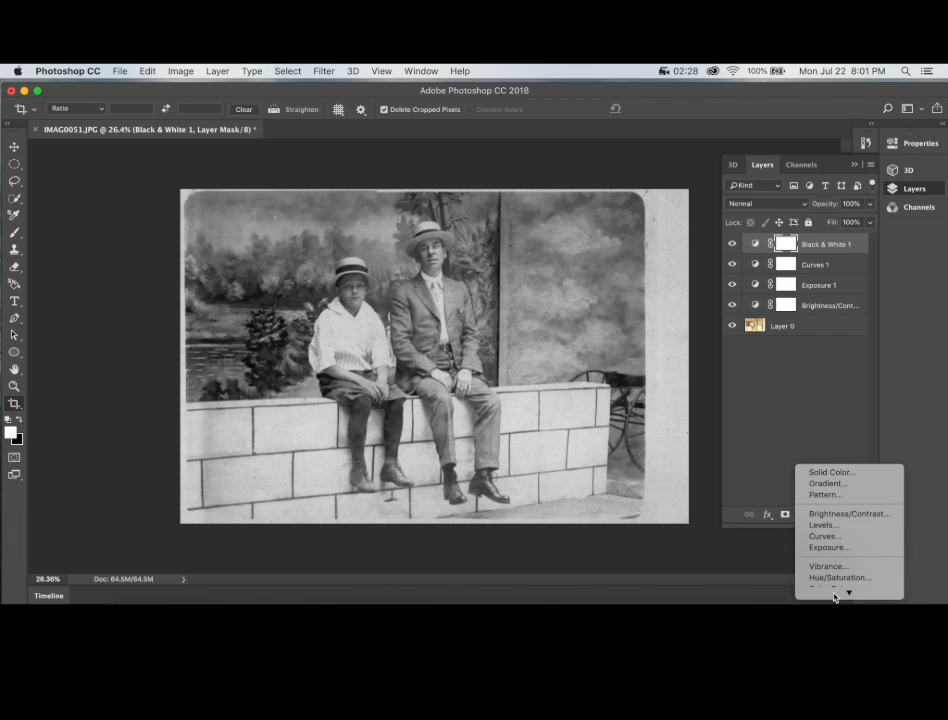 Photoshop CC File Edit Image Layer Type Select Filter 3D View Window Help 02:28 100% Mon Jul 22 8:01 PM
Adobe Photoshop CC 2018
Ratio Clear Straighten Delete Cropped Pixels Content-Aware
IMAG0051.JPG @ 26.4% (Black & White 1, Layer Mask/8) *
Properties
3D
Layers
Channels
3D Layers Channels
Kind
Normal Opacity: 100%
Lock: Fill: 100%
Black & White 1
Curves 1
Exposure 1
Brightness/Cont...
Layer 0
fx
Solid Color...
Gradient...
Pattern...
Brightness/Contrast...
Levels...
Curves...
Exposure...
Vibrance...
Hue/Saturation...
26.36% Doc: 64.5M/64.5M
Timeline